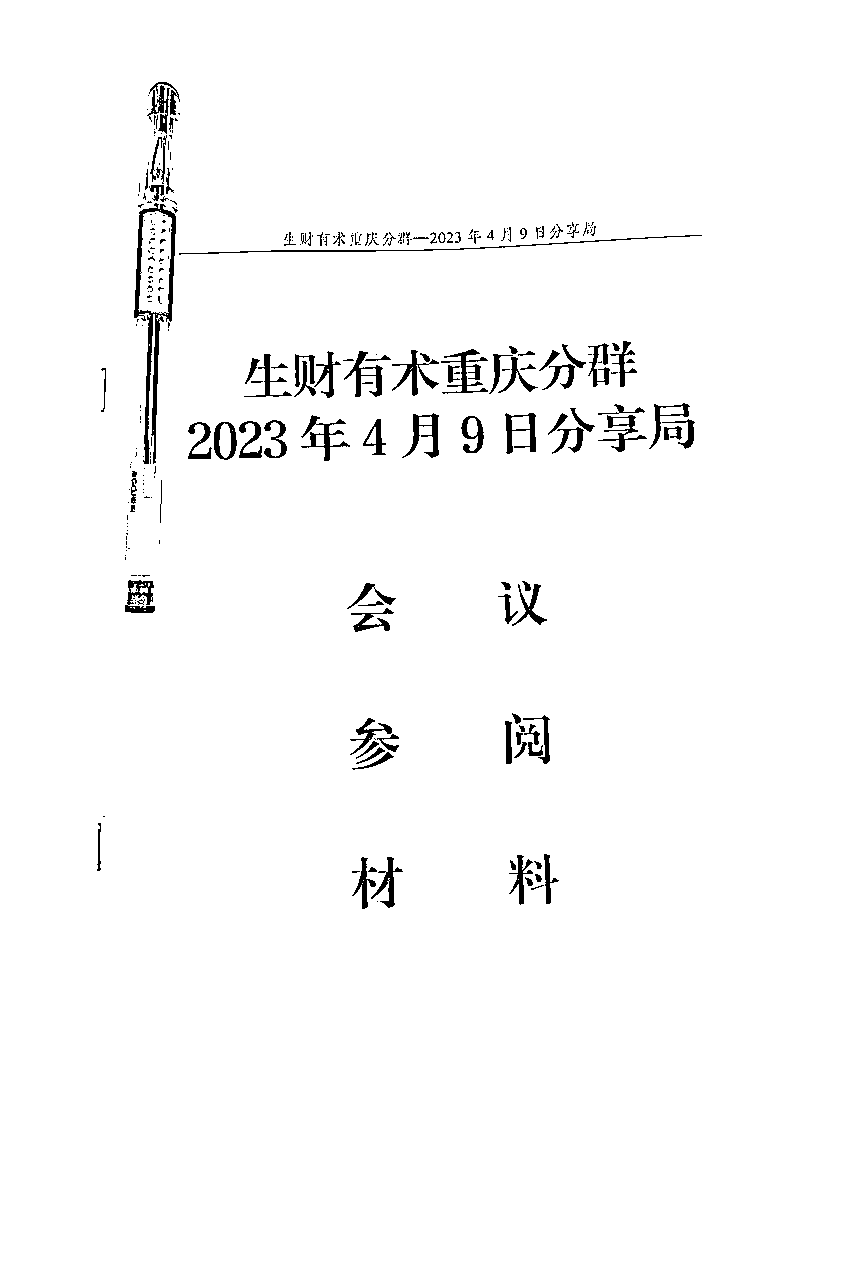 生财有术重庆分群—2023 年 4 月 9 日分享局
生财有术重庆分群
2023 年 4 月 9 日分享局
会 议
参 阅
材 料